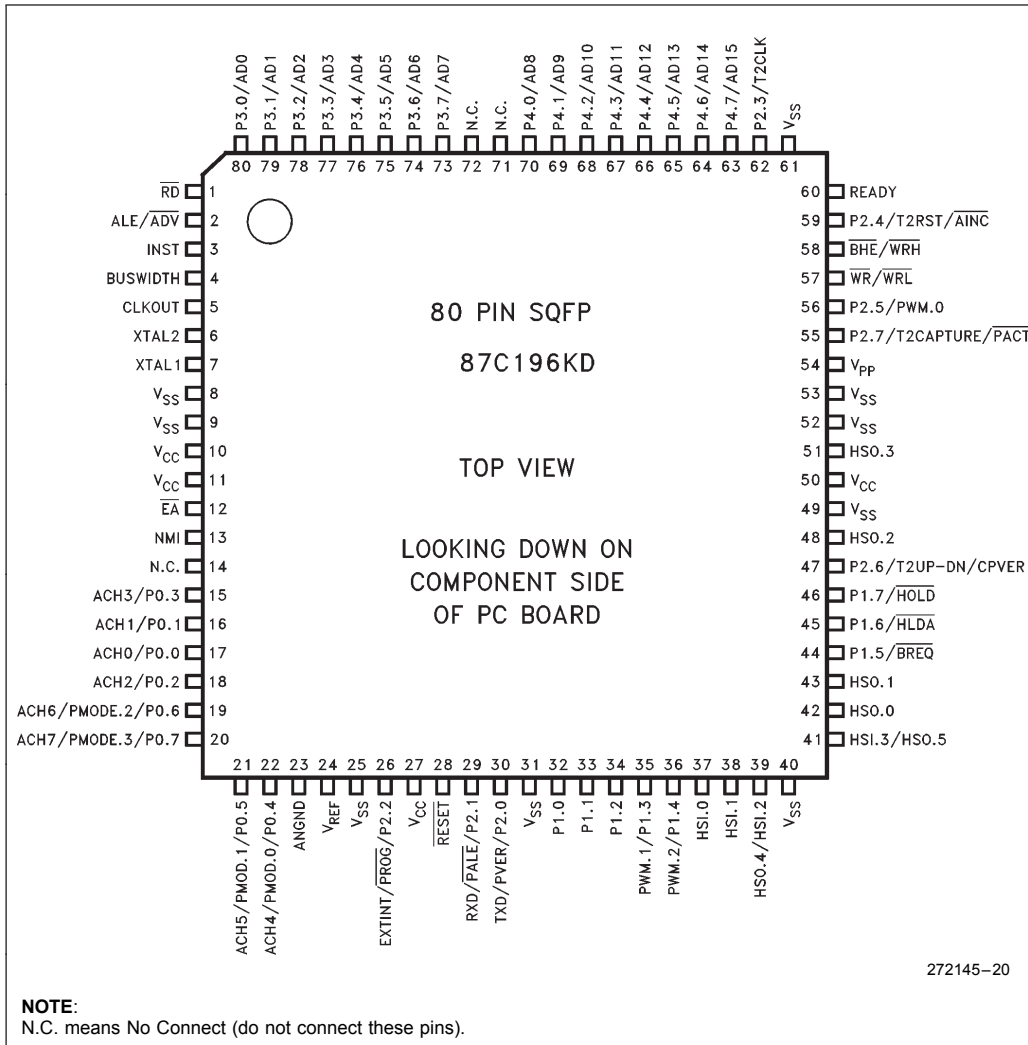 P3.0/AD0
P3.1/AD1
P3.2/AD2
P3.3/AD3
P3.4/AD4
P3.5/AD5
P3.6/AD6
P3.7/AD7
N.C.
N.C.
P4.0/AD8
P4.1/AD9
P4.2/AD10
P4.3/AD11
P4.4/AD12
P4.5/AD13
P4.6/AD14
P4.7/AD15
P2.3/T2CLK
VSS
80 79 78 77 76 75 74 73 72 71 70 69 68 67 66 65 64 63 62 61
RD 1
ALE/ADV 2
INST 3
BUSWIDTH 4
CLKOUT 5
XTAL2 6
XTAL1 7
VSS 8
VSS 9
VCC 10
VCC 11
EA 12
NMI 13
N.C. 14
ACH3/P0.3 15
ACH1/P0.1 16
ACH0/P0.0 17
ACH2/P0.2 18
ACH6/PMODE.2/P0.6 19
ACH7/PMODE.3/P0.7 20
80 PIN SQFP
87C196KD
TOP VIEW
LOOKING DOWN ON
COMPONENT SIDE
OF PC BOARD
60 READY
59 P2.4/T2RST/AINC
58 BHE/WRH
57 WR/WRL
56 P2.5/PWM.0
55 P2.7/T2CAPTURE/PACT
54 VPP
53 VSS
52 VSS
51 HSO.3
50 VCC
49 VSS
48 HSO.2
47 P2.6/T2UP-DN/CPVER
46 P1.7/HOLD
45 P1.6/HLDA
44 P1.5/BREQ
43 HSO.1
42 HSO.0
41 HSI.3/HSO.5
21 22 23 24 25 26 27 28 29 30 31 32 33 34 35 36 37 38 39 40
ACH5/PMOD.1/P0.5
ACH4/PMOD.0/P0.4
ANGND
VREF
VSS
EXTINT/PROG/P2.2
VCC
RESET
RXD/PALE/P2.1
TXD/PVER/P2.0
VSS
P1.0
P1.1
P1.2
PWM.1/P1.3
PWM.2/P1.4
HSI.0
HSI.1
HSO.4/HSI.2
VSS
272145–20
NOTE:
N.C. means No Connect (do not connect these pins).